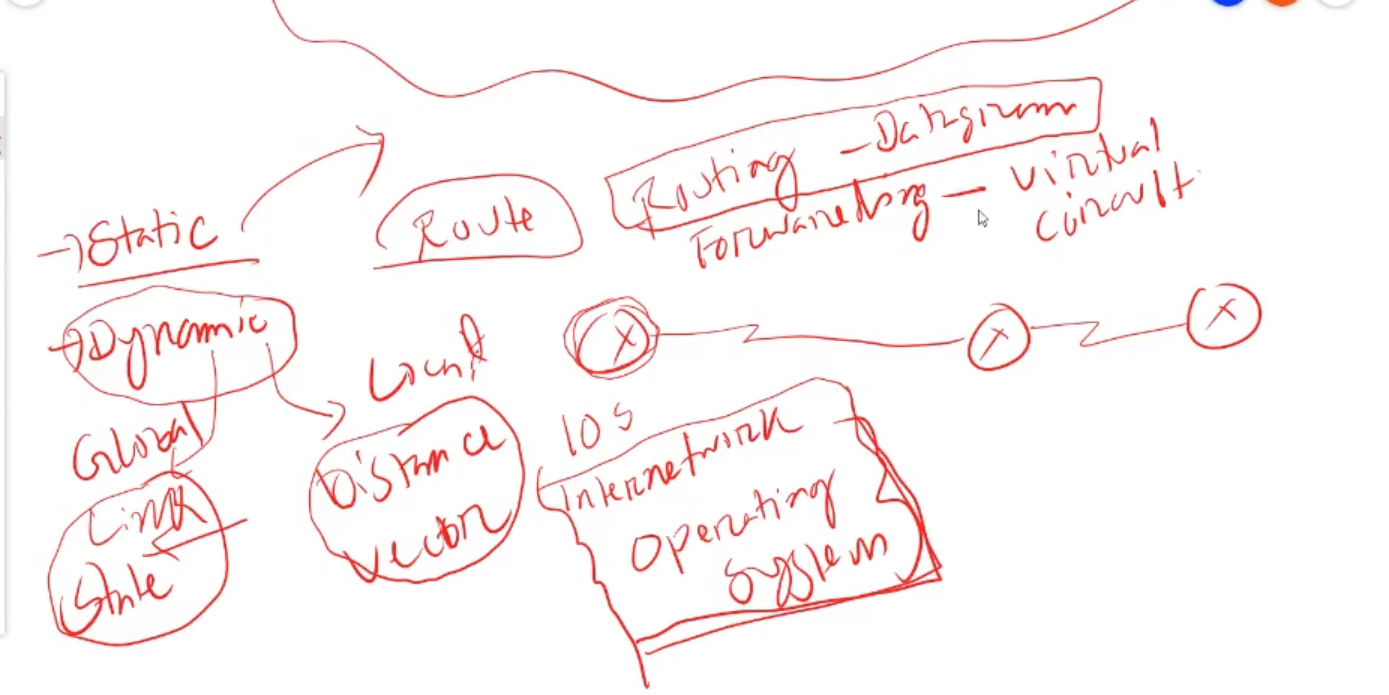 Routing - Datagram
Forwarding - Virtual
circuit
→ Static
Route
→ Dynamic
Local
Global
Link
State
Distance
vector
IOS
Internetwork
Operating
System
X
X
X